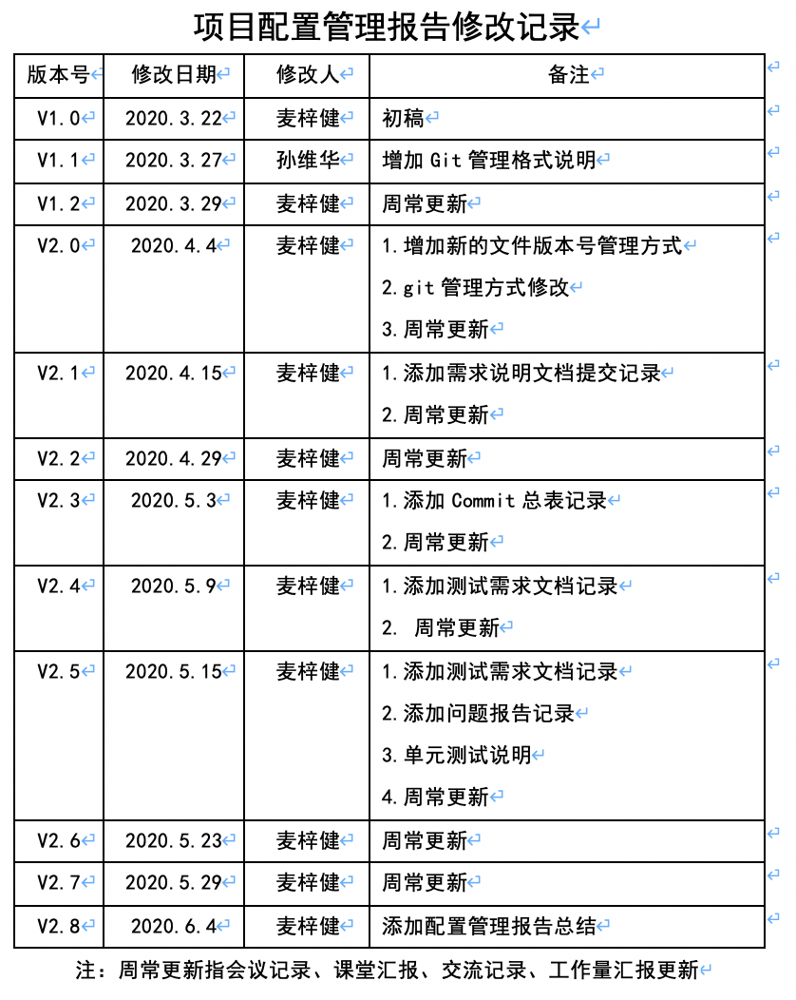 项目配置管理报告修改记录
版本号 修改日期 修改人 备注
V1.0 2020.3.22 麦梓健 初稿
V1.1 2020.3.27 孙维华 增加 Git 管理格式说明
V1.2 2020.3.29 麦梓健 周常更新
V2.0 2020.4.4 麦梓健 1.增加新的文件版本号管理方式
2.git 管理方式修改
3.周常更新
V2.1 2020.4.15 麦梓健 1.添加需求说明文档提交记录
2.周常更新
V2.2 2020.4.29 麦梓健 周常更新
V2.3 2020.5.3 麦梓健 1.添加 Commit 总表记录
2.周常更新
V2.4 2020.5.9 麦梓健 1.添加测试需求文档记录
2. 周常更新
V2.5 2020.5.15 麦梓健 1.添加测试需求文档记录
2.添加问题报告记录
3.单元测试说明
4.周常更新
V2.6 2020.5.23 麦梓健 周常更新
V2.7 2020.5.29 麦梓健 周常更新
V2.8 2020.6.4 麦梓健 添加配置管理报告总结
注：周常更新指会议记录、课堂汇报、交流记录、工作量汇报更新